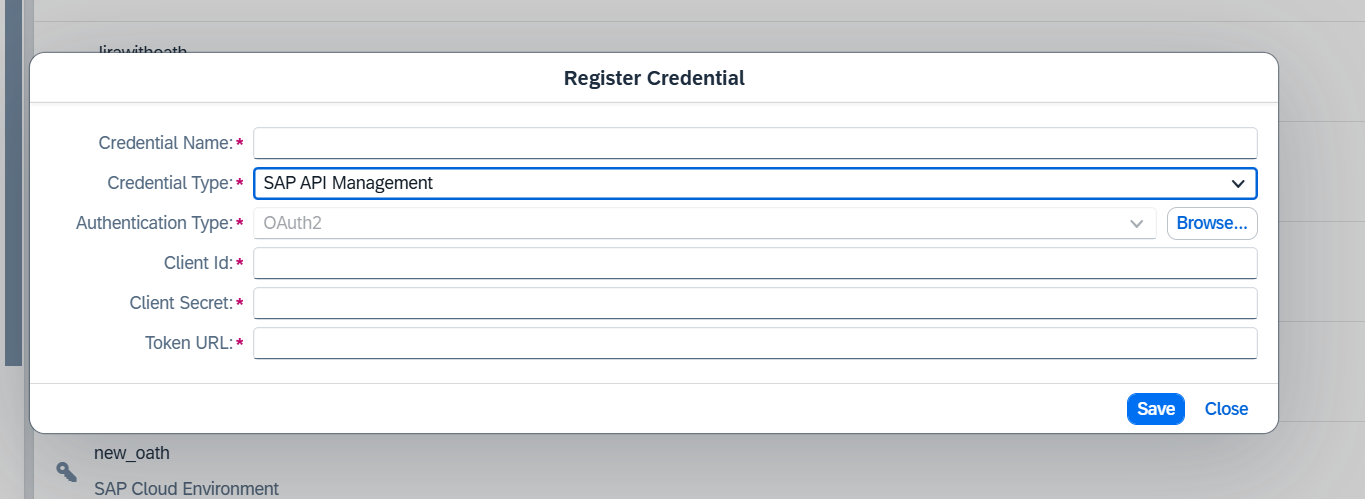 Register Credential
Credential Name:*
Credential Type:* SAP API Management
Authentication Type:* OAuth2 Browse...
Client Id:*
Client Secret:*
Token URL:*
Save Close
new_oath
SAP Cloud Environment